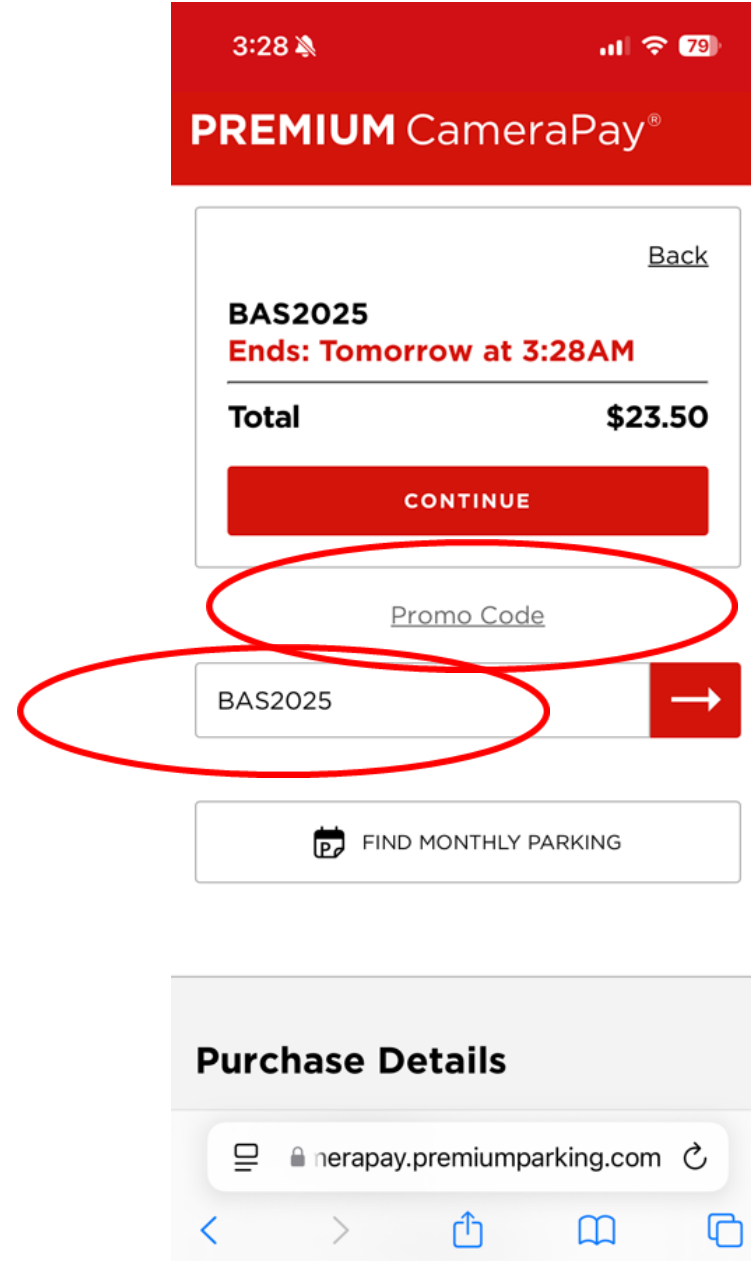 3:28 79
PREMIUM CameraPay®
Back
BAS2025
Ends: Tomorrow at 3:28AM
Total $23.50
CONTINUE
Promo Code
BAS2025
FIND MONTHLY PARKING
Purchase Details
nerapay.premiumparking.com